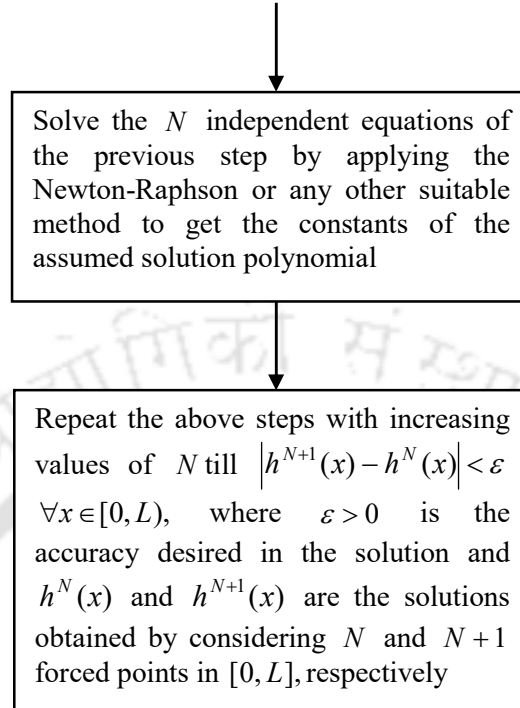 Solve the N independent equations of
the previous step by applying the
Newton-Raphson or any other suitable
method to get the constants of the
assumed solution polynomial
Repeat the above steps with increasing
values of N till |h^{N+1}(x) − h^{N}(x)| < ε
∀x ∈ [0, L), where ε > 0 is the
accuracy desired in the solution and
h^{N}(x) and h^{N+1}(x) are the solutions
obtained by considering N and N+1
forced points in [0, L], respectively